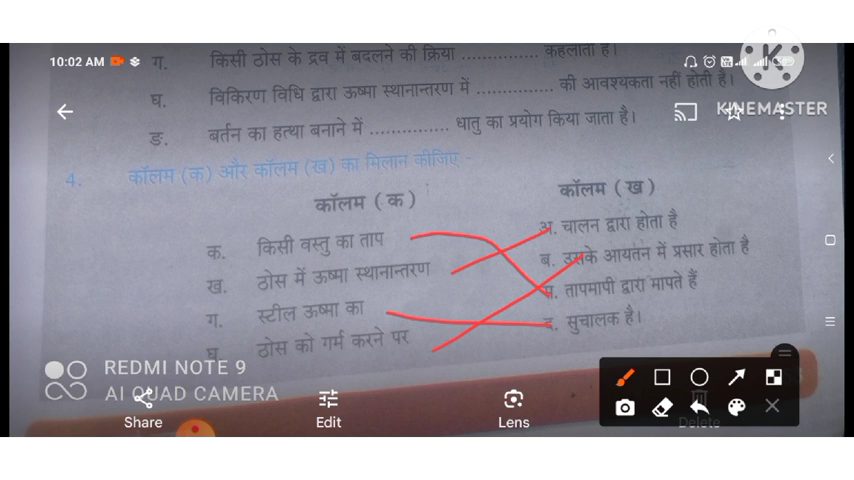 10:02 AM
ग. किसी ठोस के द्रव में बदलने की क्रिया .............. कहलाती है।
घ. विकिरण विधि द्वारा ऊष्मा स्थानान्तरण में .............. की आवश्यकता नहीं होती है।
KINEMASTER
ङ. बर्तन का हत्था बनाने में .............. धातु का प्रयोग किया जाता है।
4. कॉलम (क) और कॉलम (ख) का मिलान कीजिए -
कॉलम (क) कॉलम (ख)
क. किसी वस्तु का ताप अ. चालन द्वारा होता है
ख. ठोस में ऊष्मा स्थानान्तरण ब. उसके आयतन में प्रसार होता है
ग. स्टील ऊष्मा का स. तापमापी द्वारा मापते हैं
घ. ठोस को गर्म करने पर द. सुचालक है।
REDMI NOTE 9
AI QUAD CAMERA
Share Edit Lens Delete